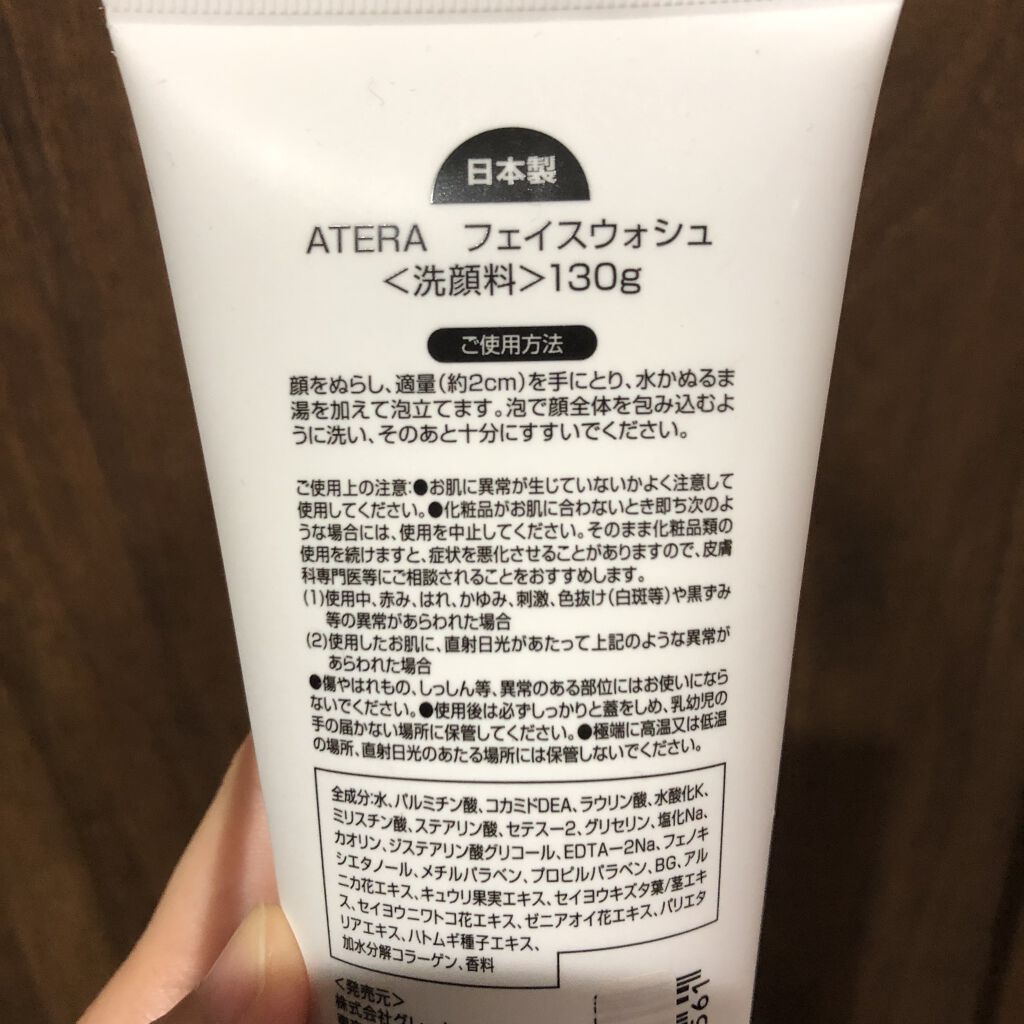 日本製
ATERA フェイスウォシュ
<洗顔料>130g
ご使用方法
顔をぬらし、適量(約2cm)を手にとり、水かぬるま
湯を加えて泡立てます。泡で顔全体を包み込むよ
うに洗い、そのあと十分にすすいでください。
ご使用上の注意:●お肌に異常が生じていないかよく注意して
使用してください。●化粧品がお肌に合わないとき即ち次のよ
うな場合には、使用を中止してください。そのまま化粧品類の
使用を続けますと、症状を悪化させることがありますので、皮膚
科専門医等にご相談されることをおすすめします。
(1)使用中、赤み、はれ、かゆみ、刺激、色抜け(白斑等)や黒ずみ
等の異常があらわれた場合
(2)使用したお肌に、直射日光があたって上記のような異常が
あらわれた場合
●傷やはれもの、しっしん等、異常のある部位にはお使いになら
ないでください。●使用後は必ずしっかりと蓋をしめ、乳幼児の
手の届かない場所に保管してください。●極端に高温又は低温
の場所、直射日光のあたる場所には保管しないでください。
全成分:水、パルミチン酸、コカミドDEA、ラウリン酸、水酸化K、
ミリスチン酸、ステアリン酸、セテス-2、グリセリン、塩化Na、
カオリン、ジステアリン酸グリコール、EDTA-2Na、フェノキ
シエタノール、メチルパラベン、プロピルパラベン、BG、アル
ニカ花エキス、キュウリ果実エキス、セイヨウキズタ葉/茎エキ
ス、セイヨウニワトコ花エキス、ゼニアオイ花エキス、パリエタ
リアエキス、ハトムギ種子エキス、
加水分解コラーゲン、香料
<発売元>
株式会社グレ